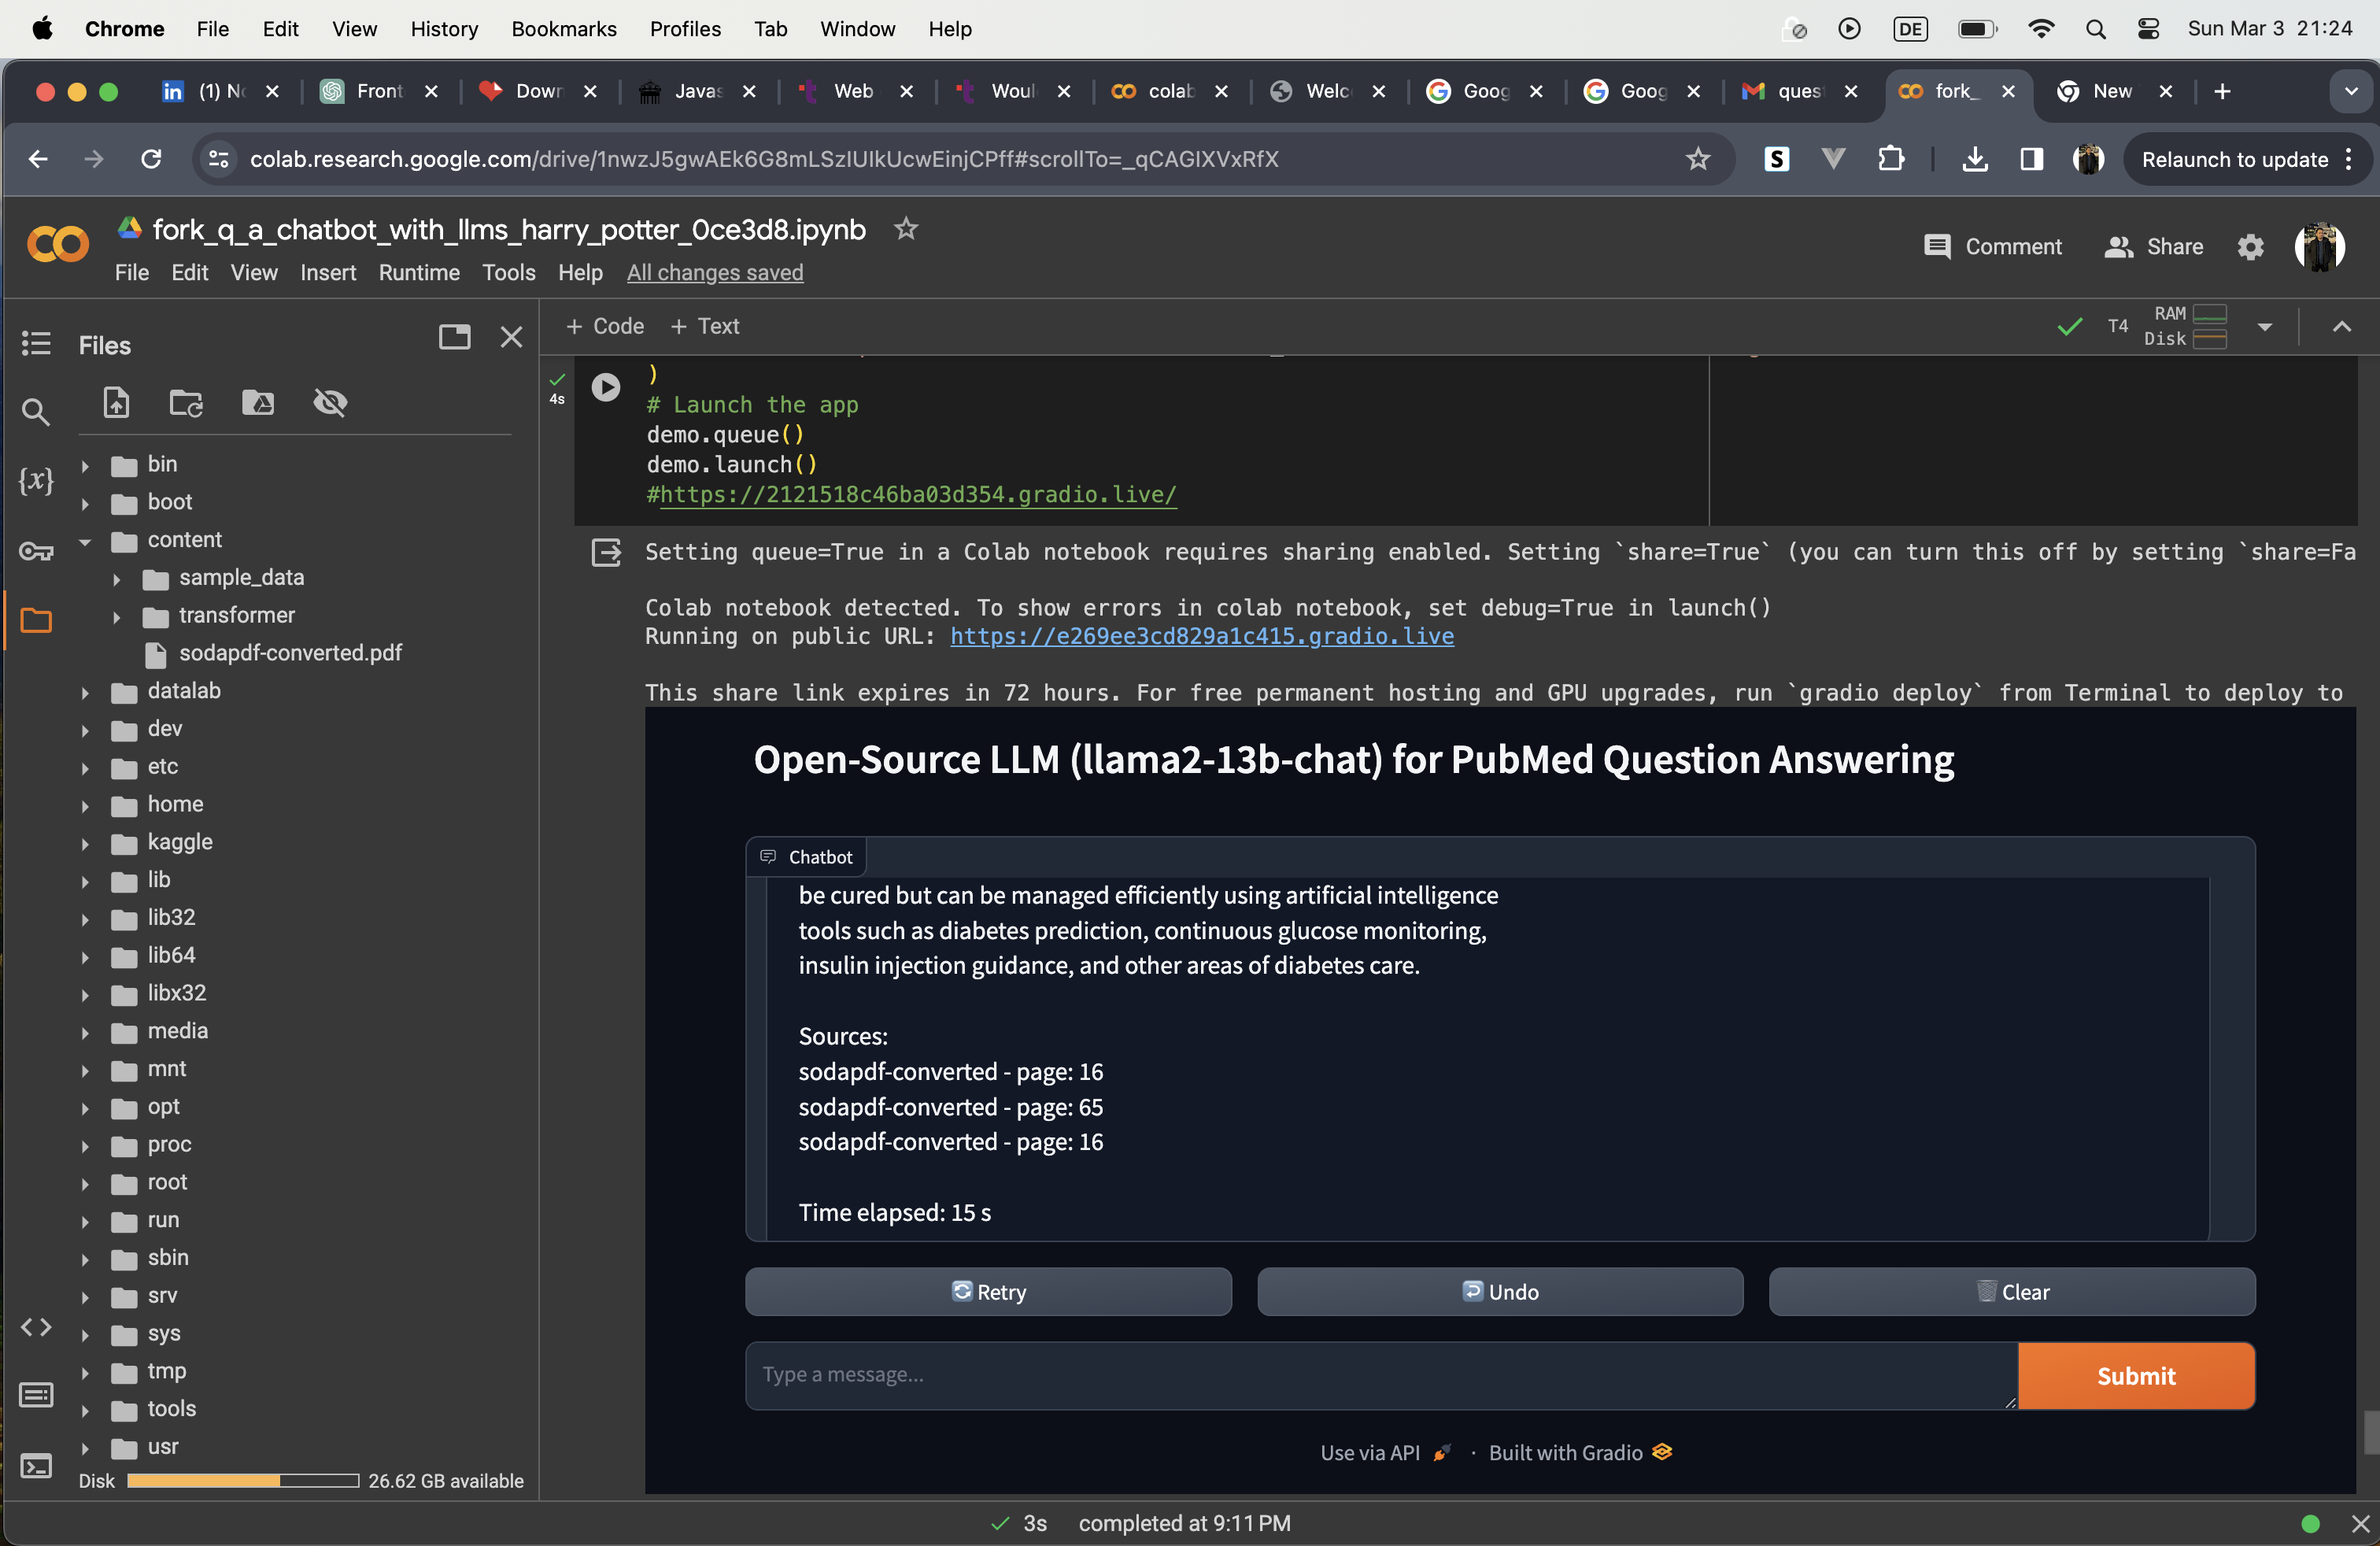 Chrome File Edit View History Bookmarks Profiles Tab Window Help DE Sun Mar 3 21:24
in (1) Nc Front Down Javas Web Woul colab Welc Goog Goog ques fork_ New
colab.research.google.com/drive/1nwzJ5gwAEk6G8mLSzIUIkUcwEinjCPff#scrollTo=_qCAGIXVxRfX S Relaunch to update
fork_q_a_chatbot_with_llms_harry_potter_0ce3d8.ipynb
File Edit View Insert Runtime Tools Help All changes saved
Comment Share
Files
+ Code + Text
T4 RAM
Disk
{x}
bin
boot
content
sample_data
transformer
sodapdf-converted.pdf
datalab
dev
etc
home
kaggle
lib
lib32
lib64
libx32
media
mnt
opt
proc
root
run
sbin
srv
sys
tmp
tools
usr
Disk 26.62 GB available
4s
)
# Launch the app
demo.queue()
demo.launch()
#https://2121518c46ba03d354.gradio.live/
Setting queue=True in a Colab notebook requires sharing enabled. Setting `share=True` (you can turn this off by setting `share=Fa
Colab notebook detected. To show errors in colab notebook, set debug=True in launch()
Running on public URL: https://e269ee3cd829a1c415.gradio.live
This share link expires in 72 hours. For free permanent hosting and GPU upgrades, run `gradio deploy` from Terminal to deploy to
Open-Source LLM (llama2-13b-chat) for PubMed Question Answering
Chatbot
be cured but can be managed efficiently using artificial intelligence
tools such as diabetes prediction, continuous glucose monitoring,
insulin injection guidance, and other areas of diabetes care.
Sources:
sodapdf-converted - page: 16
sodapdf-converted - page: 65
sodapdf-converted - page: 16
Time elapsed: 15 s
Retry Undo Clear
Type a message... Submit
Use via API · Built with Gradio
3s completed at 9:11 PM